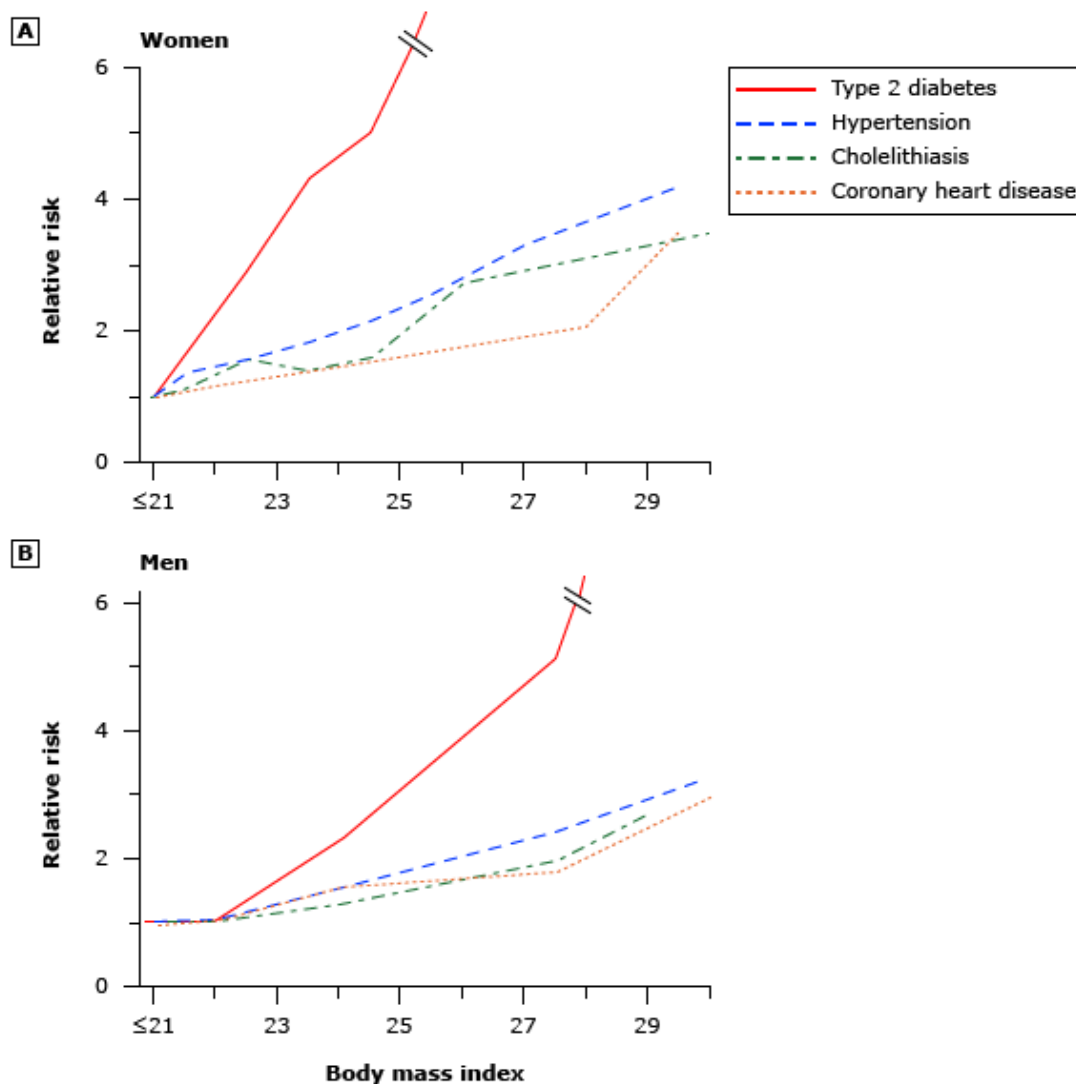 A
Women
6
4
2
0
Relative risk
≤21
23
25
27
29
Type 2 diabetes
Hypertension
Cholelithiasis
Coronary heart disease
B
Men
6
4
2
0
Relative risk
≤21
23
25
27
29
Body mass index